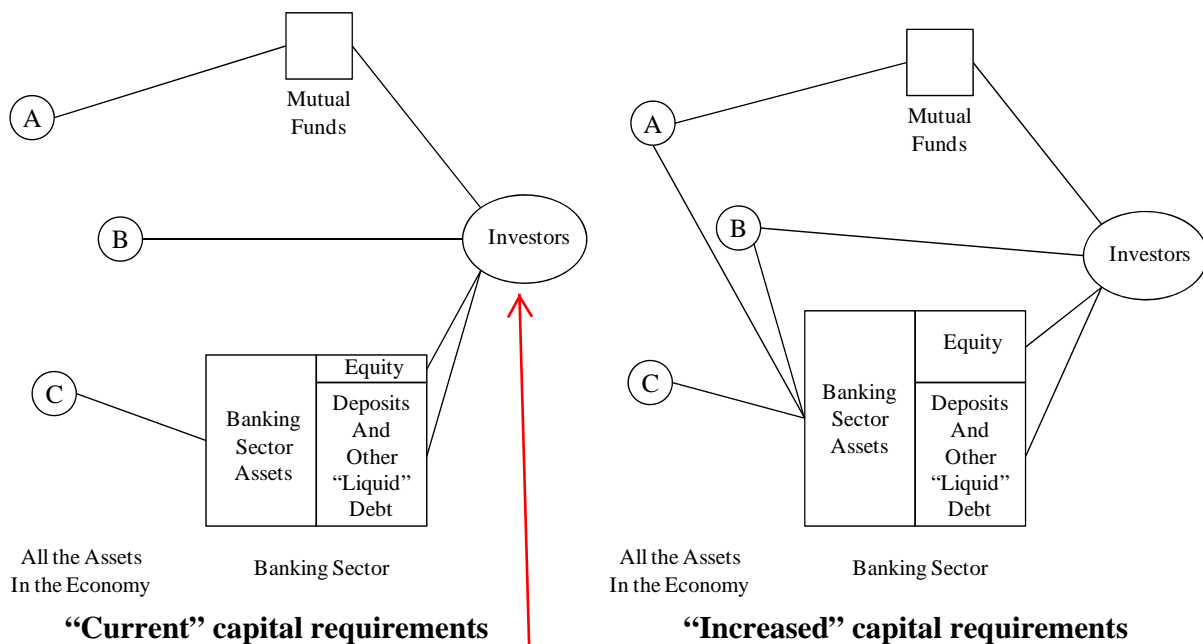 A
Mutual
Funds
B
Investors
C
Banking
Sector
Assets
Equity
Deposits
And
Other
“Liquid”
Debt
All the Assets
In the Economy
Banking Sector
“Current” capital requirements
A
Mutual
Funds
B
Investors
C
Banking
Sector
Assets
Equity
Deposits
And
Other
“Liquid”
Debt
All the Assets
In the Economy
Banking Sector
“Increased” capital requirements